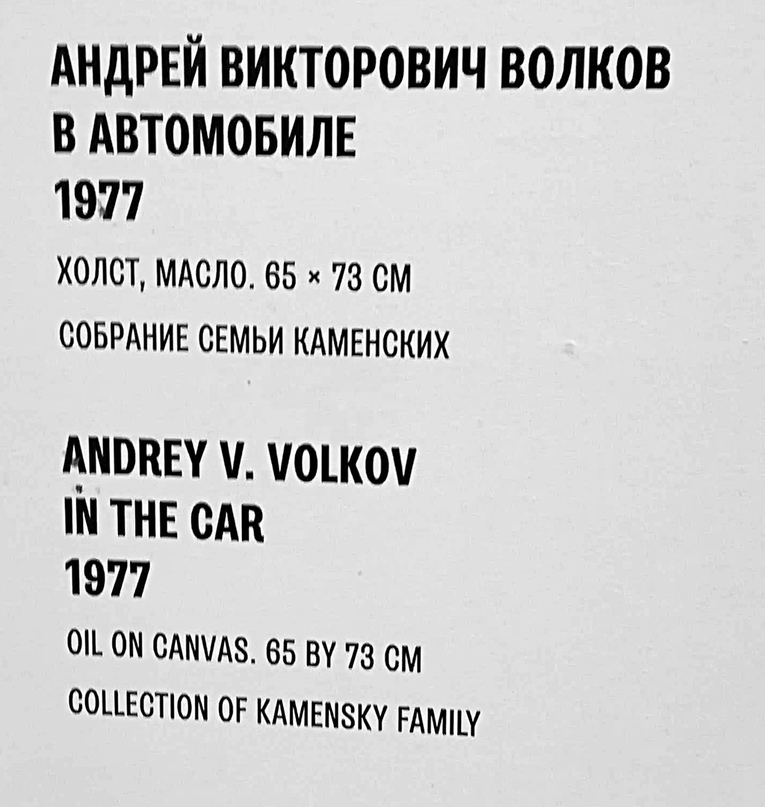 АНДРЕЙ ВИКТОРОВИЧ ВОЛКОВ
В АВТОМОБИЛЕ
1977
ХОЛСТ, МАСЛО. 65 × 73 СМ
СОБРАНИЕ СЕМЬИ КАМЕНСКИХ
ANDREY V. VOLKOV
IN THE CAR
1977
OIL ON CANVAS. 65 BY 73 CM
COLLECTION OF KAMENSKY FAMILY